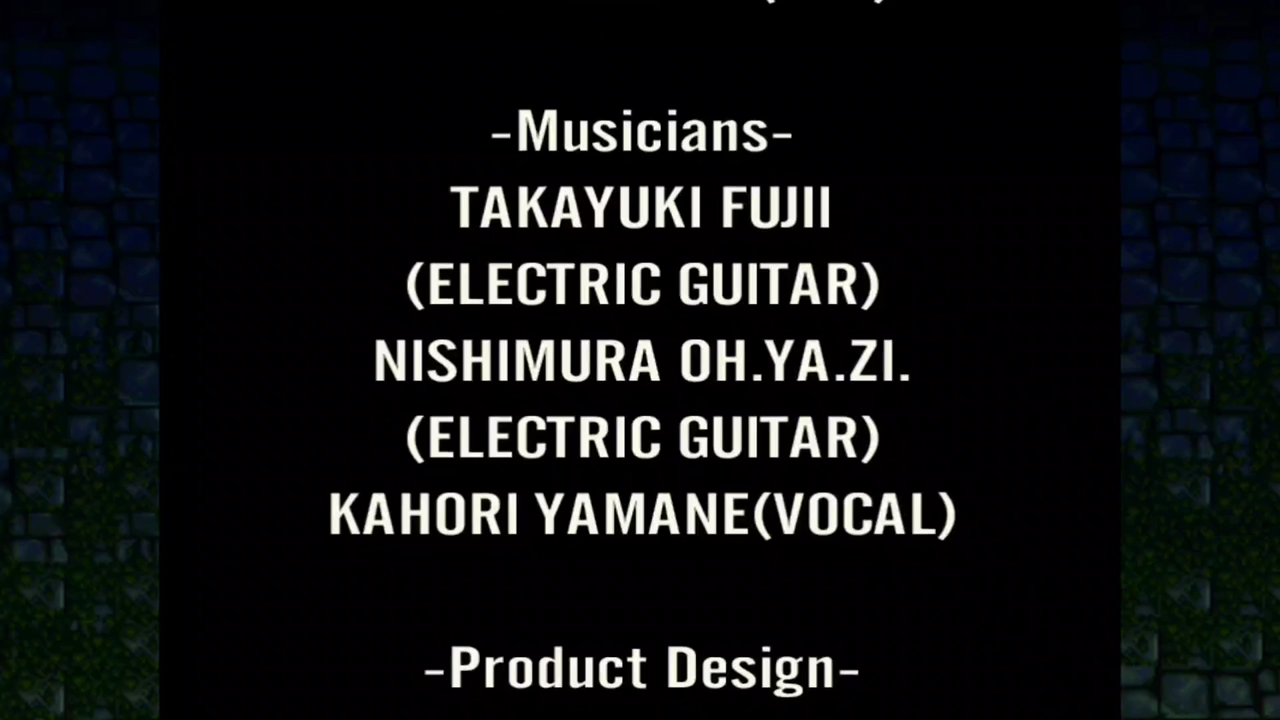 -Musicians-
TAKAYUKI FUJII
(ELECTRIC GUITAR)
NISHIMURA OH.YA.ZI.
(ELECTRIC GUITAR)
KAHORI YAMANE(VOCAL)
-Product Design-